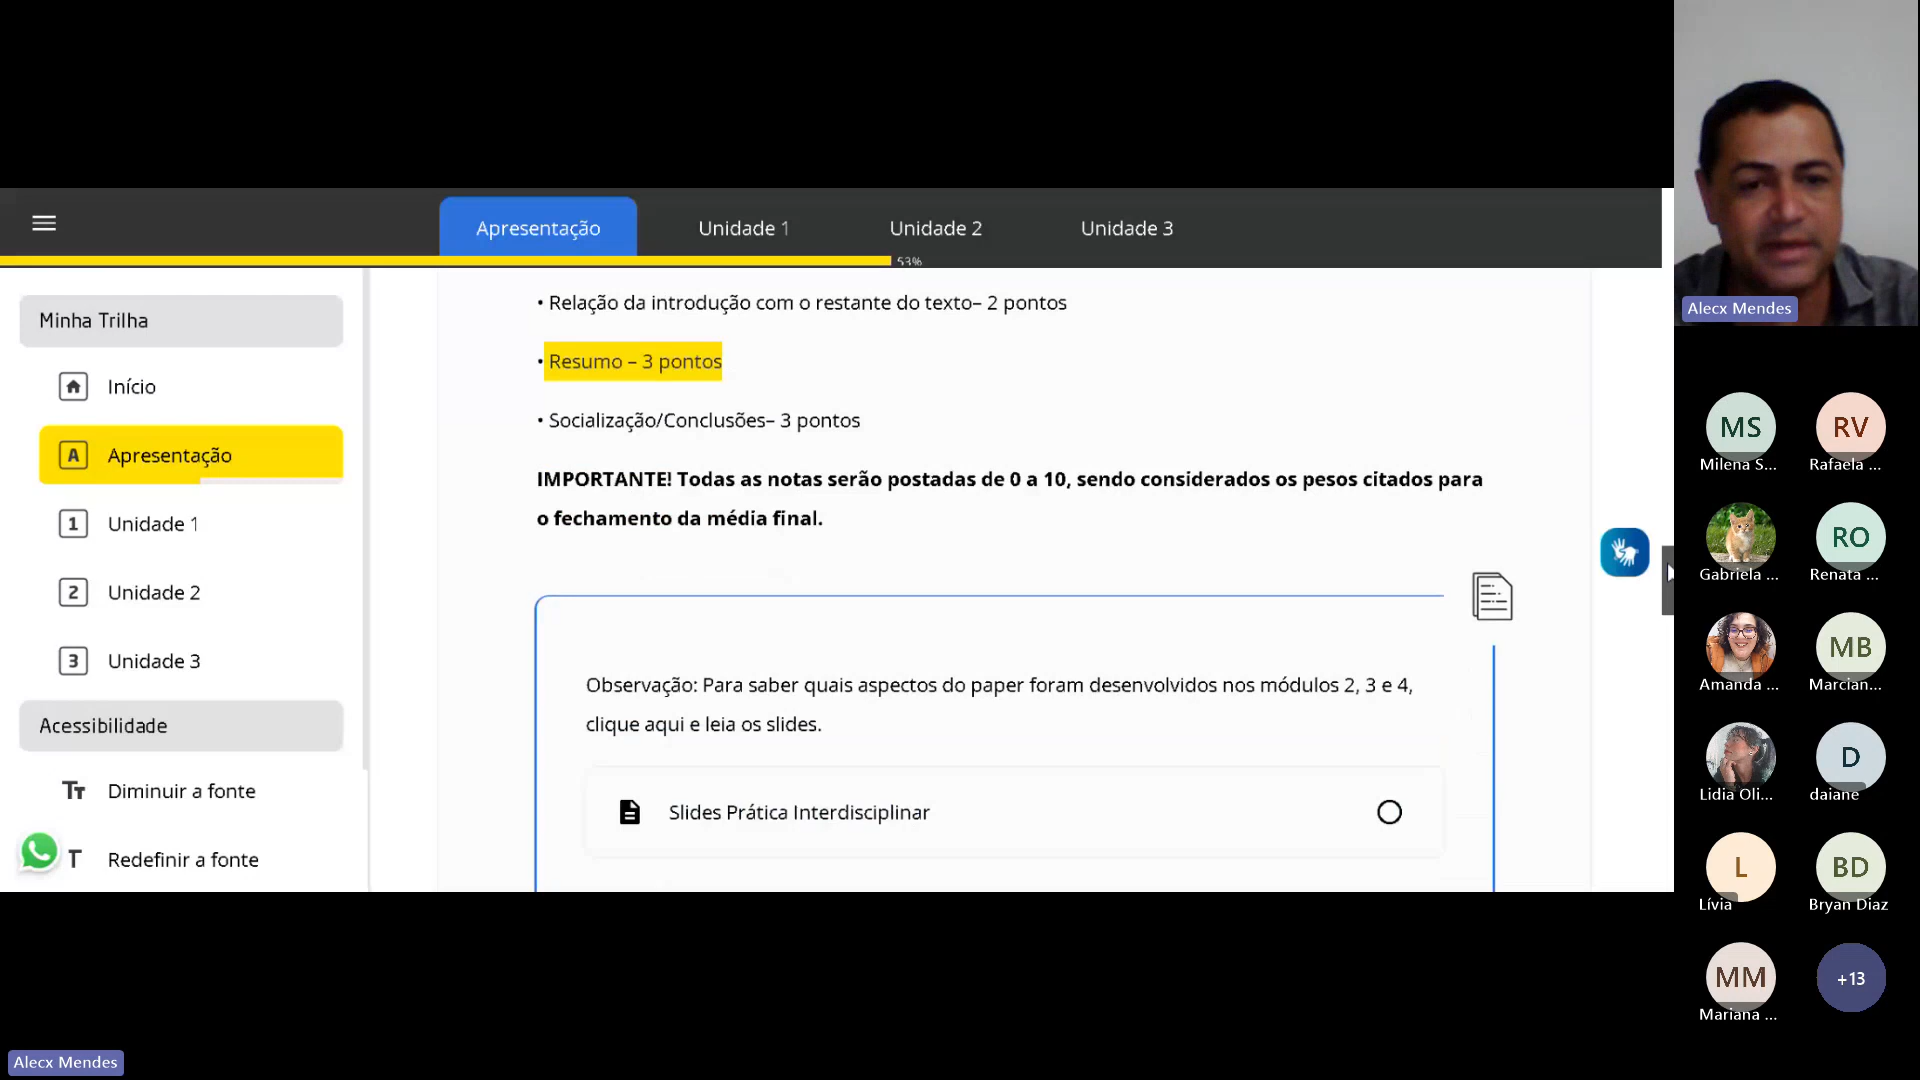 Apresentação
Unidade 1
Unidade 2
Unidade 3
53%
Minha Trilha
Início
A
Apresentação
1
Unidade 1
2
Unidade 2
3
Unidade 3
Acessibilidade
TT
Diminuir a fonte
T
Redefinir a fonte
• Relação da introdução com o restante do texto– 2 pontos
• Resumo – 3 pontos
• Socialização/Conclusões– 3 pontos
IMPORTANTE! Todas as notas serão postadas de 0 a 10, sendo considerados os pesos citados para
o fechamento da média final.
Observação: Para saber quais aspectos do paper foram desenvolvidos nos módulos 2, 3 e 4,
clique aqui e leia os slides.
Slides Prática Interdisciplinar
Alecx Mendes
MS
Milena S...
RV
Rafaela ...
Gabriela ...
RO
Renata ...
Amanda ...
MB
Marcian...
Lidia Oli...
D
daiane
L
Lívia
BD
Bryan Diaz
MM
Mariana ...
+13
Alecx Mendes